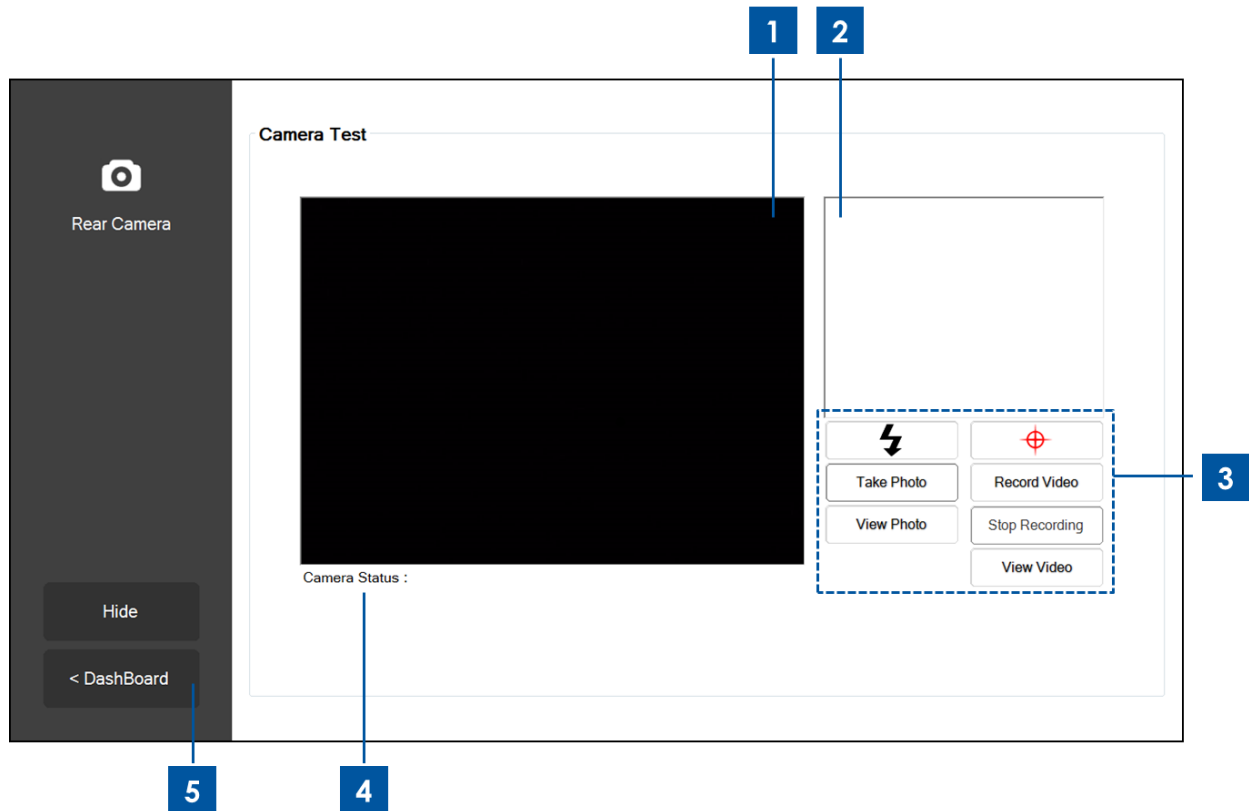 1
2
Camera Test
Rear Camera
Take Photo
Record Video
3
View Photo
Stop Recording
View Video
Camera Status :
Hide
< DashBoard
5
4